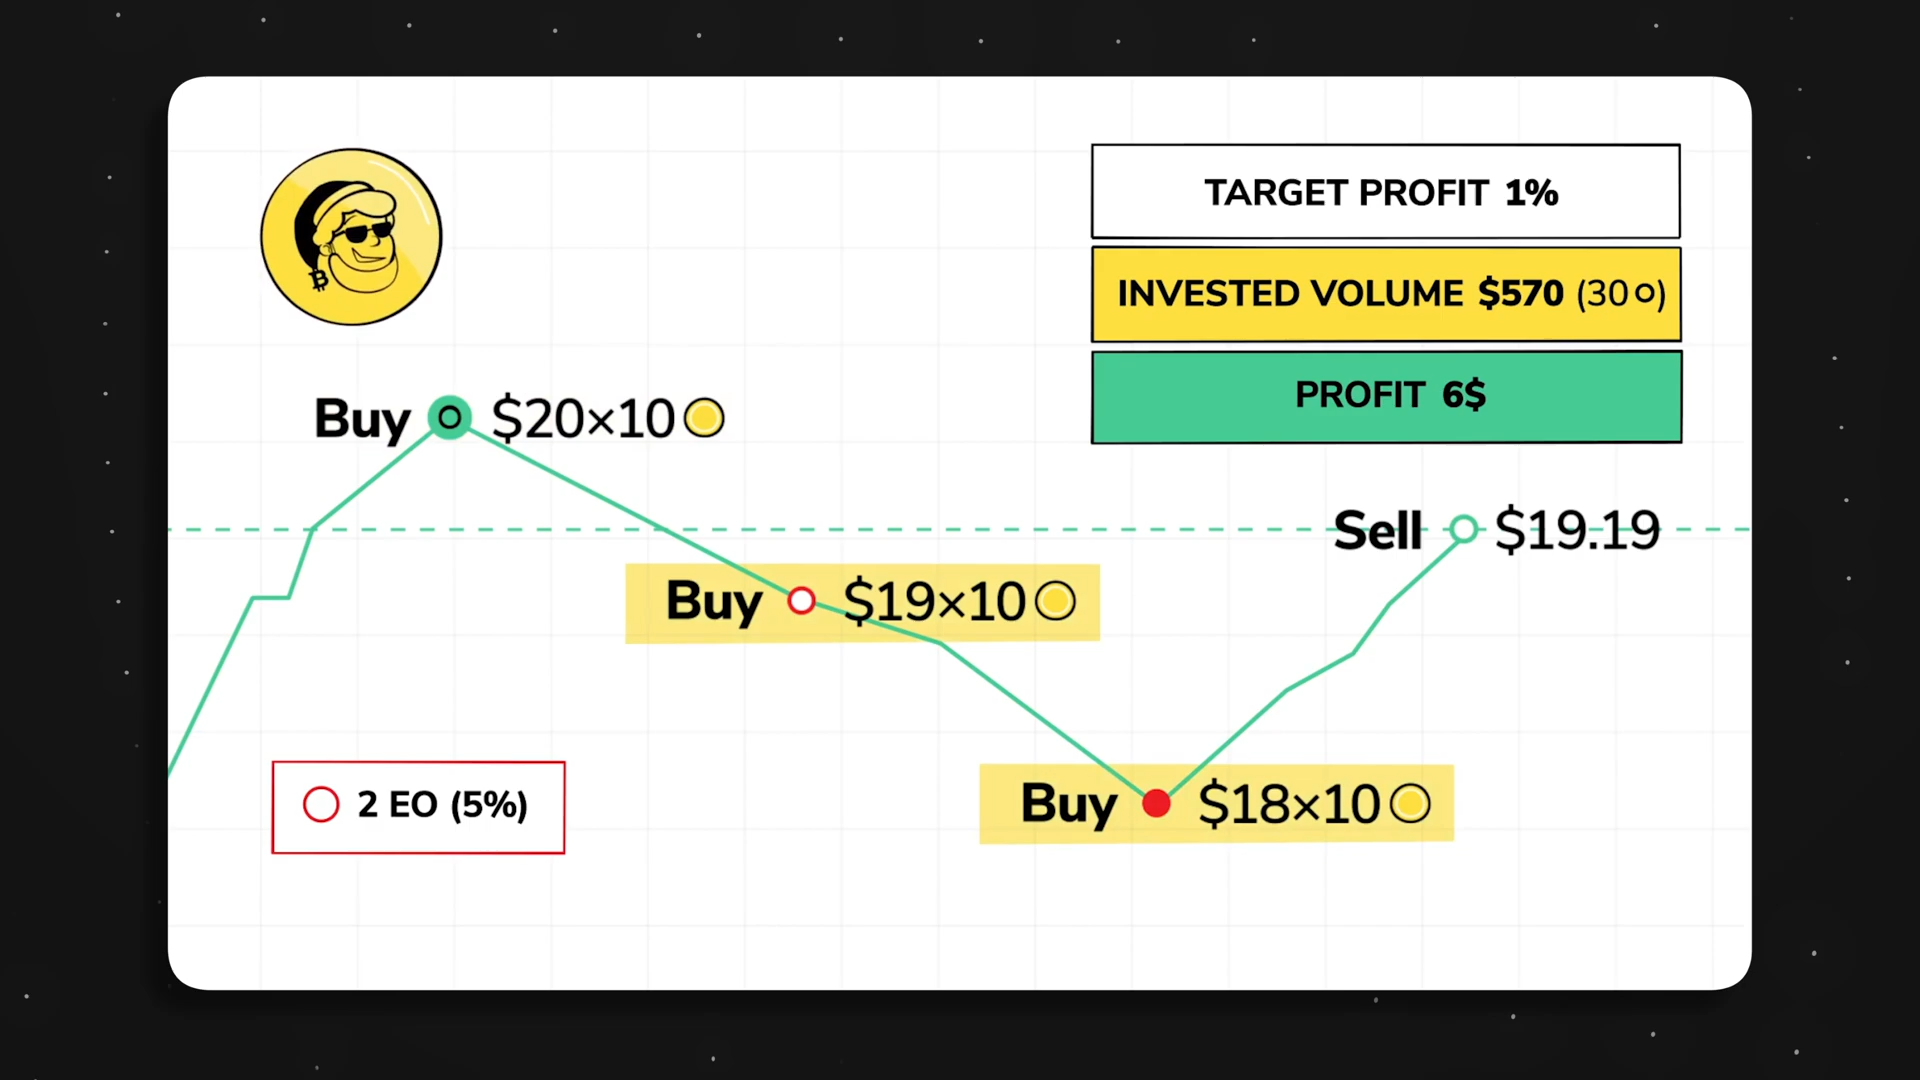 TARGET PROFIT 1%
INVESTED VOLUME $570 (30)
PROFIT 6$
Buy $20×10
Sell $19.19
Buy $19×10
Buy $18×10
2 EO (5%)